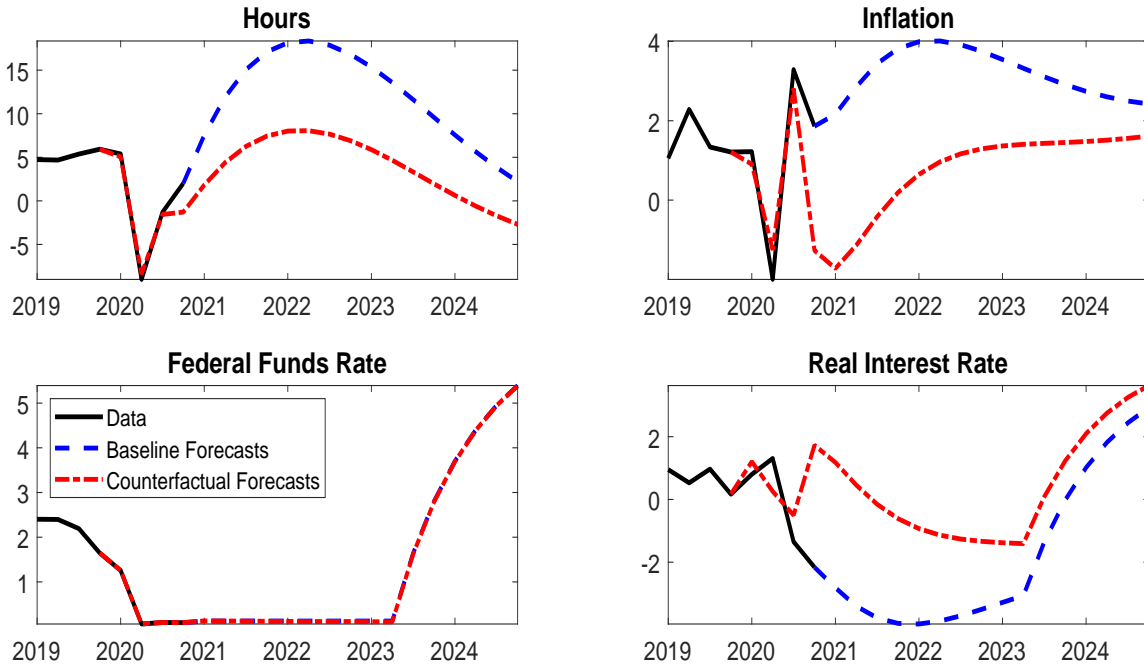 Hours
15
10
5
0
-5
2019 2020 2021 2022 2023 2024
Inflation
4
2
0
2019 2020 2021 2022 2023 2024
Federal Funds Rate
5
4
3
2
1
Data
Baseline Forecasts
Counterfactual Forecasts
2019 2020 2021 2022 2023 2024
Real Interest Rate
2
0
-2
2019 2020 2021 2022 2023 2024